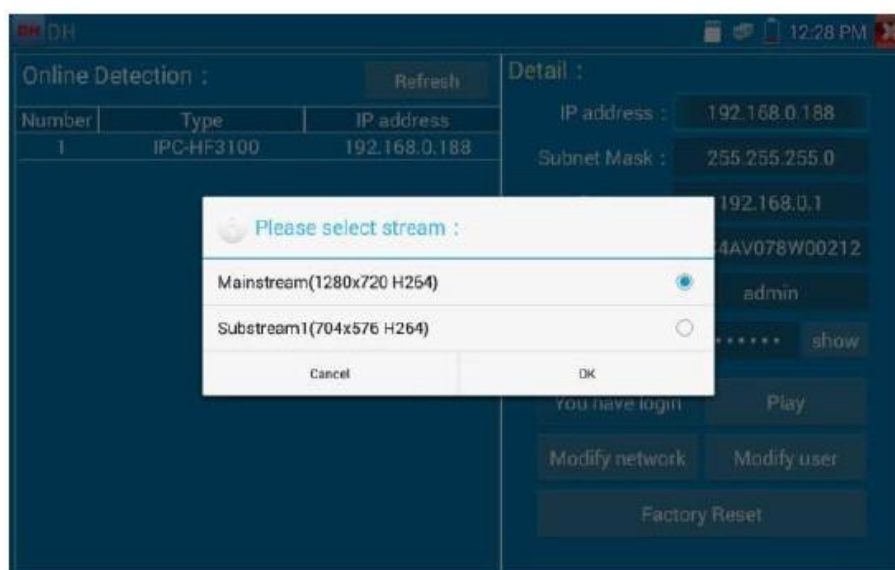 DH DH 12:28 PM
Online Detection :
Refresh
Number Type IP address
1 IPC-HF3100 192.168.0.188
Detail :
IP address : 192.168.0.188
Subnet Mask : 255.255.255.0
192.168.0.1
4AV078W00212
admin
•••••• show
You have login Play
Modify network Modify user
Factory Reset
Please select stream :
Mainstream(1280x720 H264)
Substream1(704x576 H264)
Cancel OK